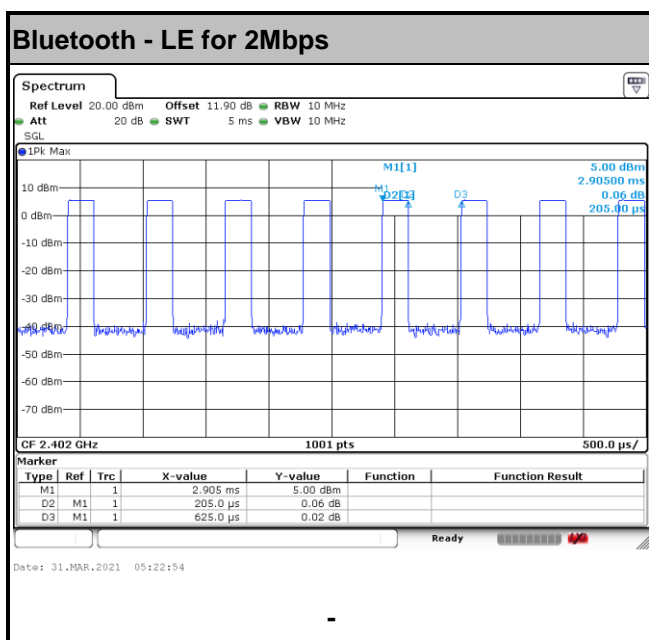 Bluetooth - LE for 2Mbps
Spectrum
Ref Level 20.00 dBm Offset 11.90 dB RBW 10 MHz
Att 20 dB SWT 5 ms VBW 10 MHz
SGL
1Pk Max
M1[1] 5.00 dBm
2.90500 ms
D2[1] 0.06 dB
205.00 µs
M1 D2 D3
10 dBm
0 dBm
-10 dBm
-20 dBm
-30 dBm
-40 dBm
-50 dBm
-60 dBm
-70 dBm
CF 2.402 GHz 1001 pts 500.0 µs/
Marker
Type Ref Trc X-value Y-value Function Function Result
M1 1 2.905 ms 5.00 dBm
D2 M1 1 205.0 µs 0.06 dB
D3 M1 1 625.0 µs 0.02 dB
Ready
Date: 31.MAR.2021 05:22:54
-